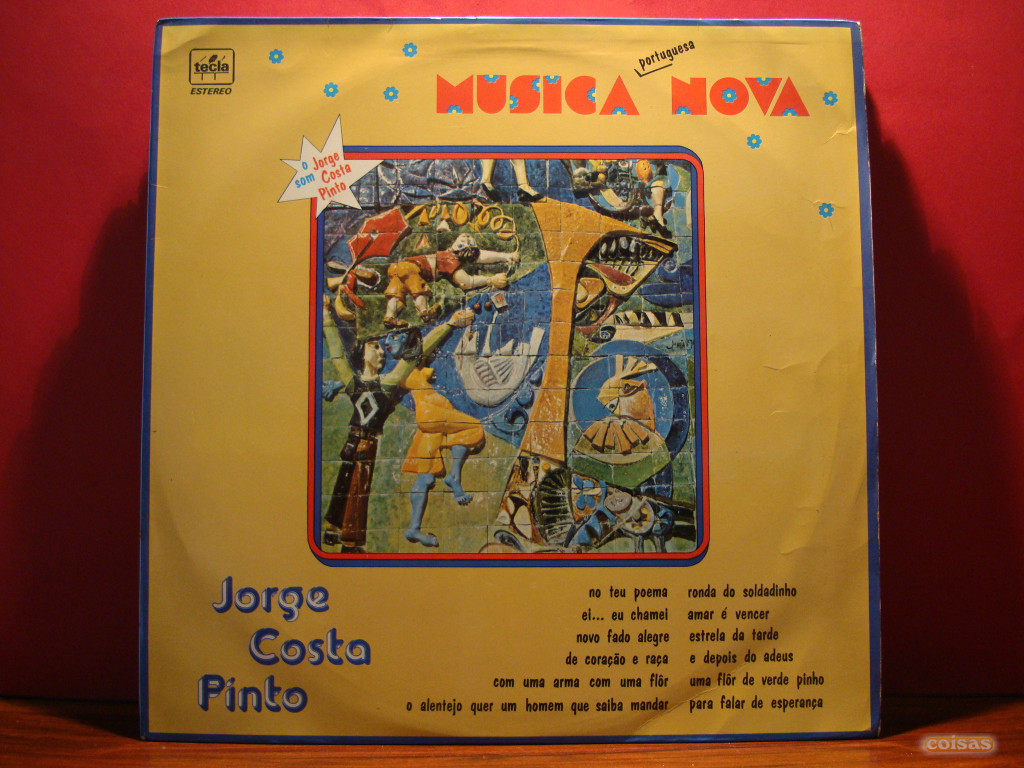 tecla
ESTEREO
portuguesa
MUSICA NOVA
o Jorge
som Costa
Pinto
Jorge
Costa
Pinto
no teu poema
ei... eu chamei
novo fado alegre
de coração e raça
com uma arma com uma flôr
o alentejo quer um homem que saiba mandar
ronda do soldadinho
amar é vencer
estrela da tarde
e depois do adeus
uma flôr de verde pinho
para falar de esperança
coisas